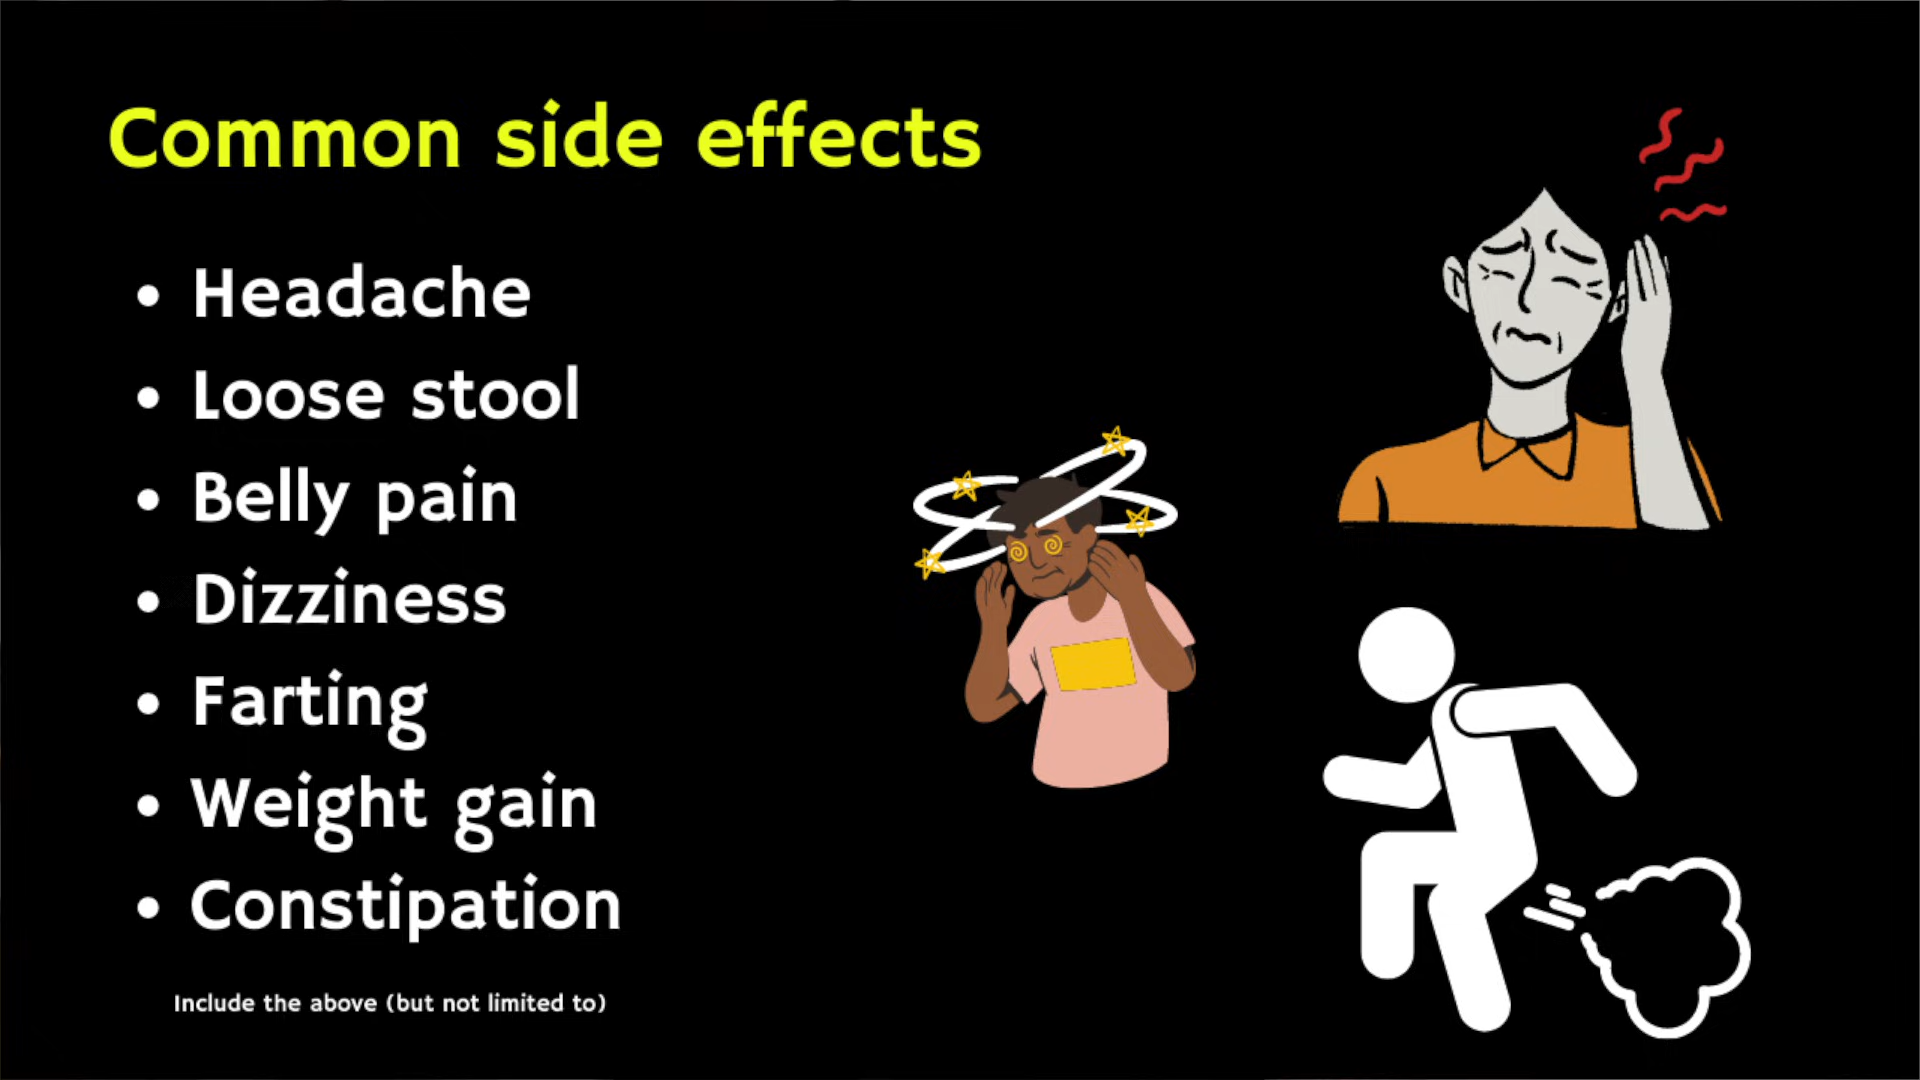 Common side effects
• Headache
• Loose stool
• Belly pain
• Dizziness
• Farting
• Weight gain
• Constipation
Include the above (but not limited to)